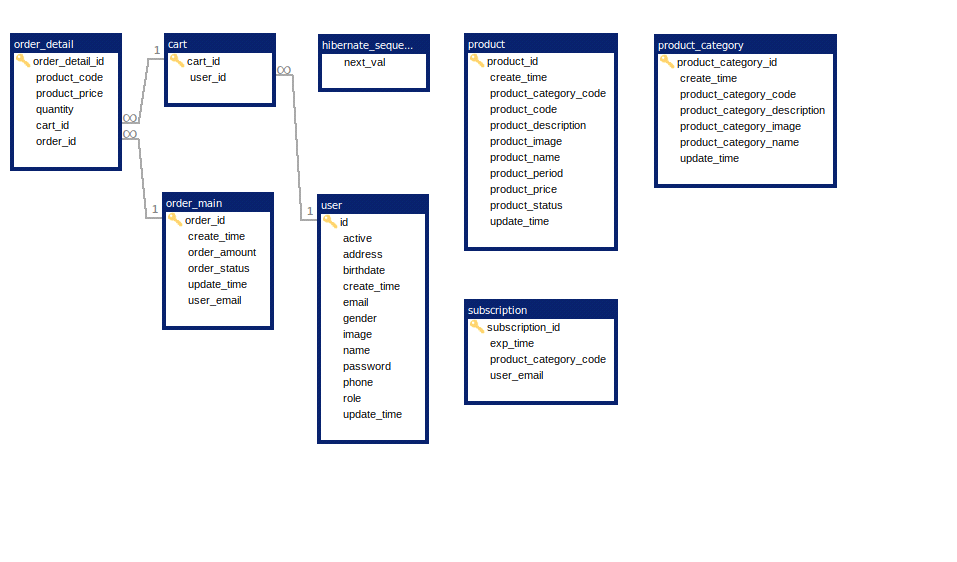 order_detail
order_detail_id
product_code
product_price
quantity
cart_id
order_id
1
∞
∞
1
cart
cart_id
user_id
∞
1
hibernate_seque...
next_val
product
product_id
create_time
product_category_code
product_code
product_description
product_image
product_name
product_period
product_price
product_status
update_time
product_category
product_category_id
create_time
product_category_code
product_category_description
product_category_image
product_category_name
update_time
order_main
order_id
create_time
order_amount
order_status
update_time
user_email
user
id
active
address
birthdate
create_time
email
gender
image
name
password
phone
role
update_time
subscription
subscription_id
exp_time
product_category_code
user_email